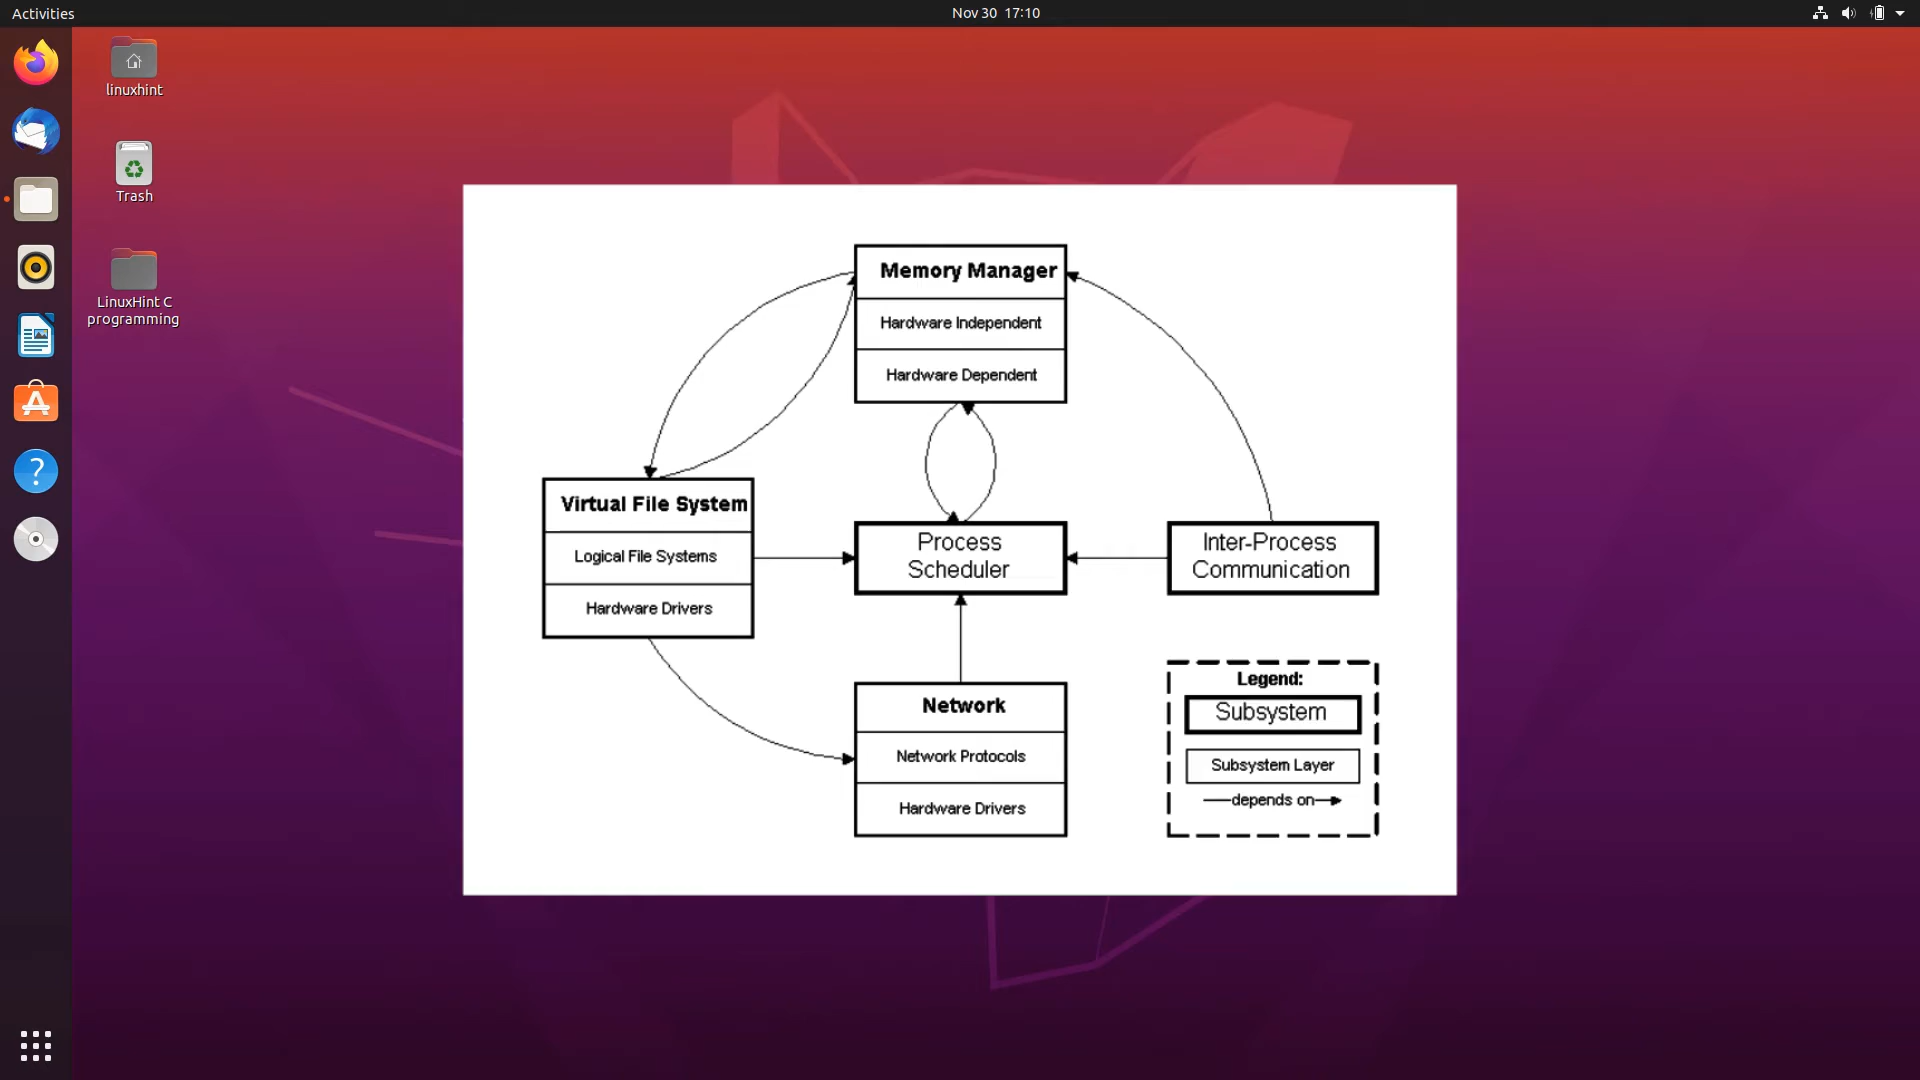 Activities
Nov 30 17:10
linuxhint
Trash
LinuxHint C
programming
Memory Manager
Hardware Independent
Hardware Dependent
Virtual File System
Logical File Systems
Hardware Drivers
Process
Scheduler
Inter-Process
Communication
Network
Network Protocols
Hardware Drivers
Legend:
Subsystem
Subsystem Layer
depends on